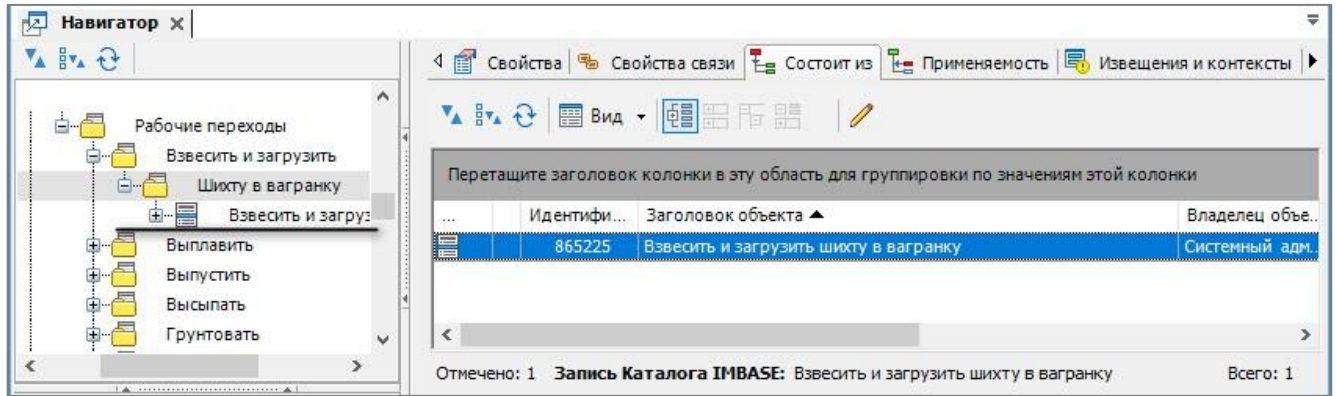 Навигатор
Свойства Свойства связи Состоит из Применяемость Извещения и контексты
Вид
Перетащите заголовок колонки в эту область для группировки по значениям этой колонки
... Идентифи... Заголовок объекта Владелец объе..
865225 Взвесить и загрузить шихту в вагранку Системный адм..
Отмечено: 1 Запись Каталога IMBASE: Взвесить и загрузить шихту в вагранку Всего: 1
Рабочие переходы
Взвесить и загрузить
Шихту в вагранку
Взвесить и загруз
Выплавить
Выпустить
Высыпать
Грунтовать